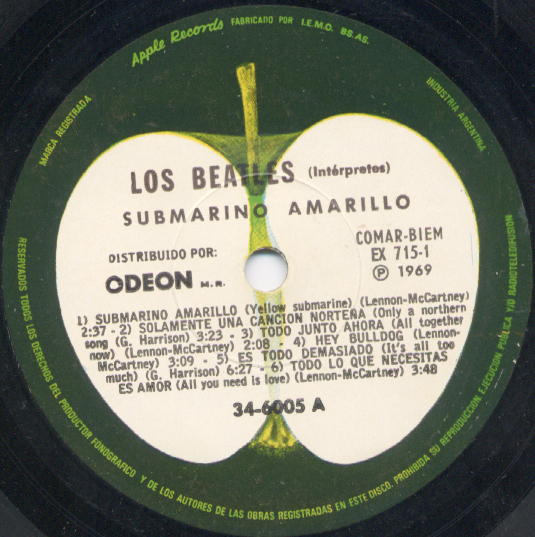 Apple Records FABRICADO POR I.E.M.O. BS.AS.
MARCA REGISTRADA
INDUSTRIA ARGENTINA
LOS BEATLES (Intérpretes)
SUBMARINO AMARILLO
DISTRIBUIDO POR:
ODEON M.R.
COMAR-BIEM
EX 715-1
Ⓟ 1969
1) SUBMARINO AMARILLO (Yellow submarine) (Lennon-McCartney)
2:37 - 2) SOLAMENTE UNA CANCION NORTEÑA (Only a northern
song (G. Harrison) 3:23 - 3) TODO JUNTO AHORA (All together
now) (Lennon-McCartney) 2:08 - 4) HEY BULLDOG (Lennon-
McCartney) 3:09 - 5) ES TODO DEMASIADO (It's all too
much) (G. Harrison) 6:27 - 6) TODO LO QUE NECESITAS
ES AMOR (All you need is love) (Lennon-McCartney) 3:48
34-6005 A
RESERVADOS TODOS LOS DERECHOS DEL PRODUCTOR FONOGRAFICO Y DE LOS AUTORES DE LAS OBRAS REGISTRADAS EN ESTE DISCO. PROHIBIDA SU REPRODUCCION, EJECUCION PUBLICA Y/O RADIOTELEDIFUSION